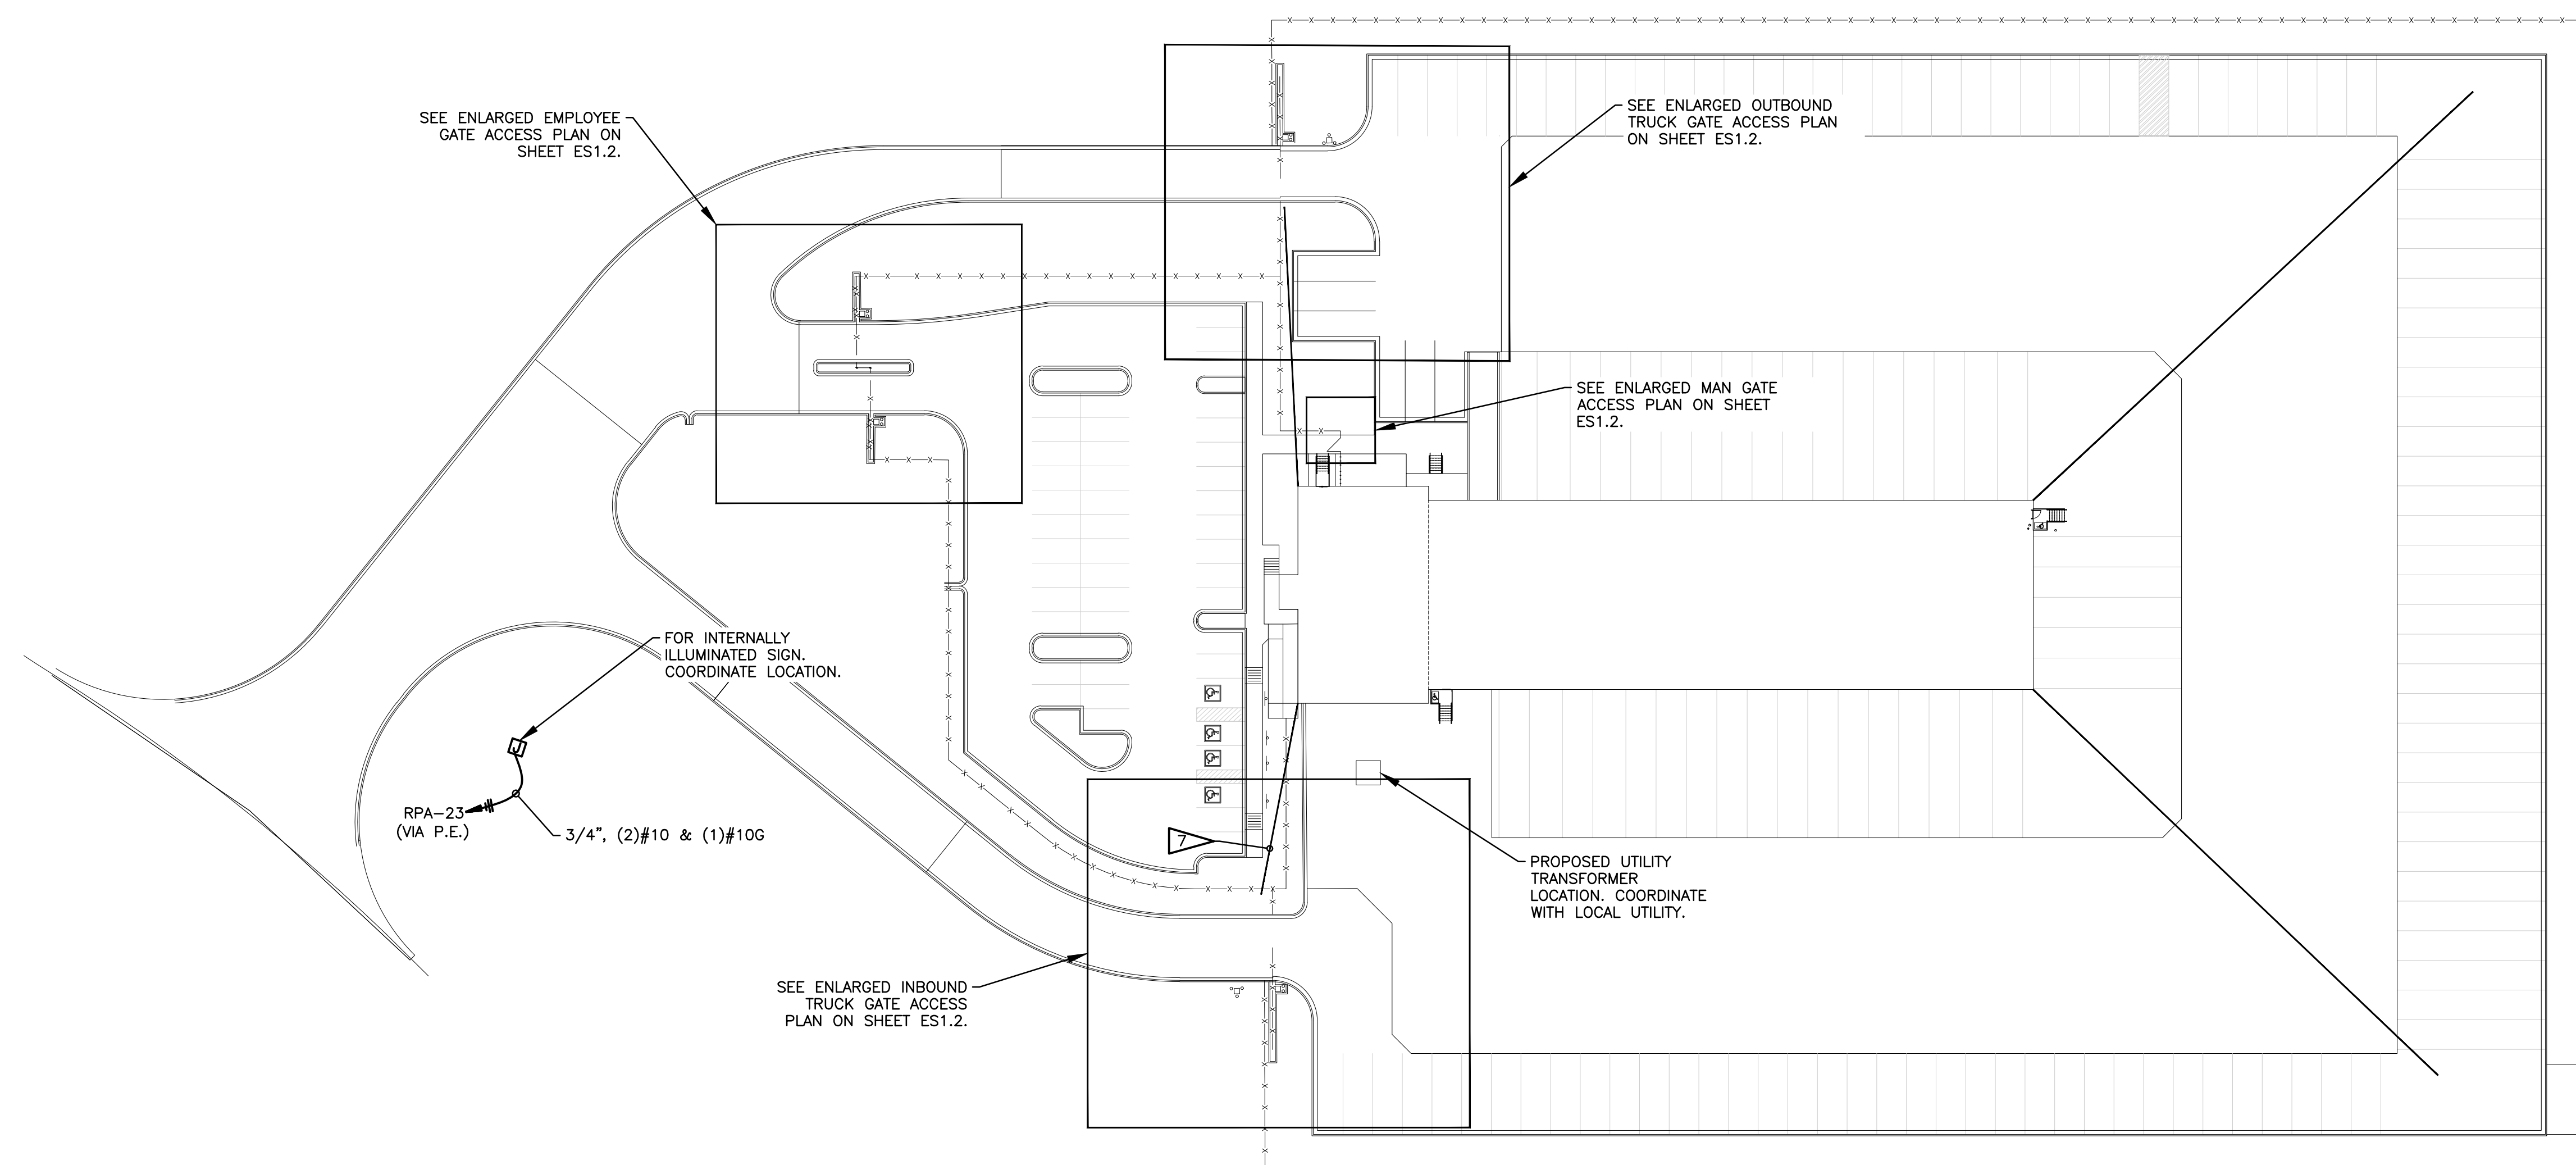 SEE ENLARGED EMPLOYEE
GATE ACCESS PLAN ON
SHEET ES1.2.
SEE ENLARGED OUTBOUND
TRUCK GATE ACCESS PLAN
ON SHEET ES1.2.
SEE ENLARGED MAN GATE
ACCESS PLAN ON SHEET
ES1.2.
FOR INTERNALLY
ILLUMINATED SIGN.
COORDINATE LOCATION.
J
RPA-23
(VIA P.E.)
3/4", (2)#10 & (1)#10G
7
PROPOSED UTILITY
TRANSFORMER
LOCATION. COORDINATE
WITH LOCAL UTILITY.
SEE ENLARGED INBOUND
TRUCK GATE ACCESS
PLAN ON SHEET ES1.2.